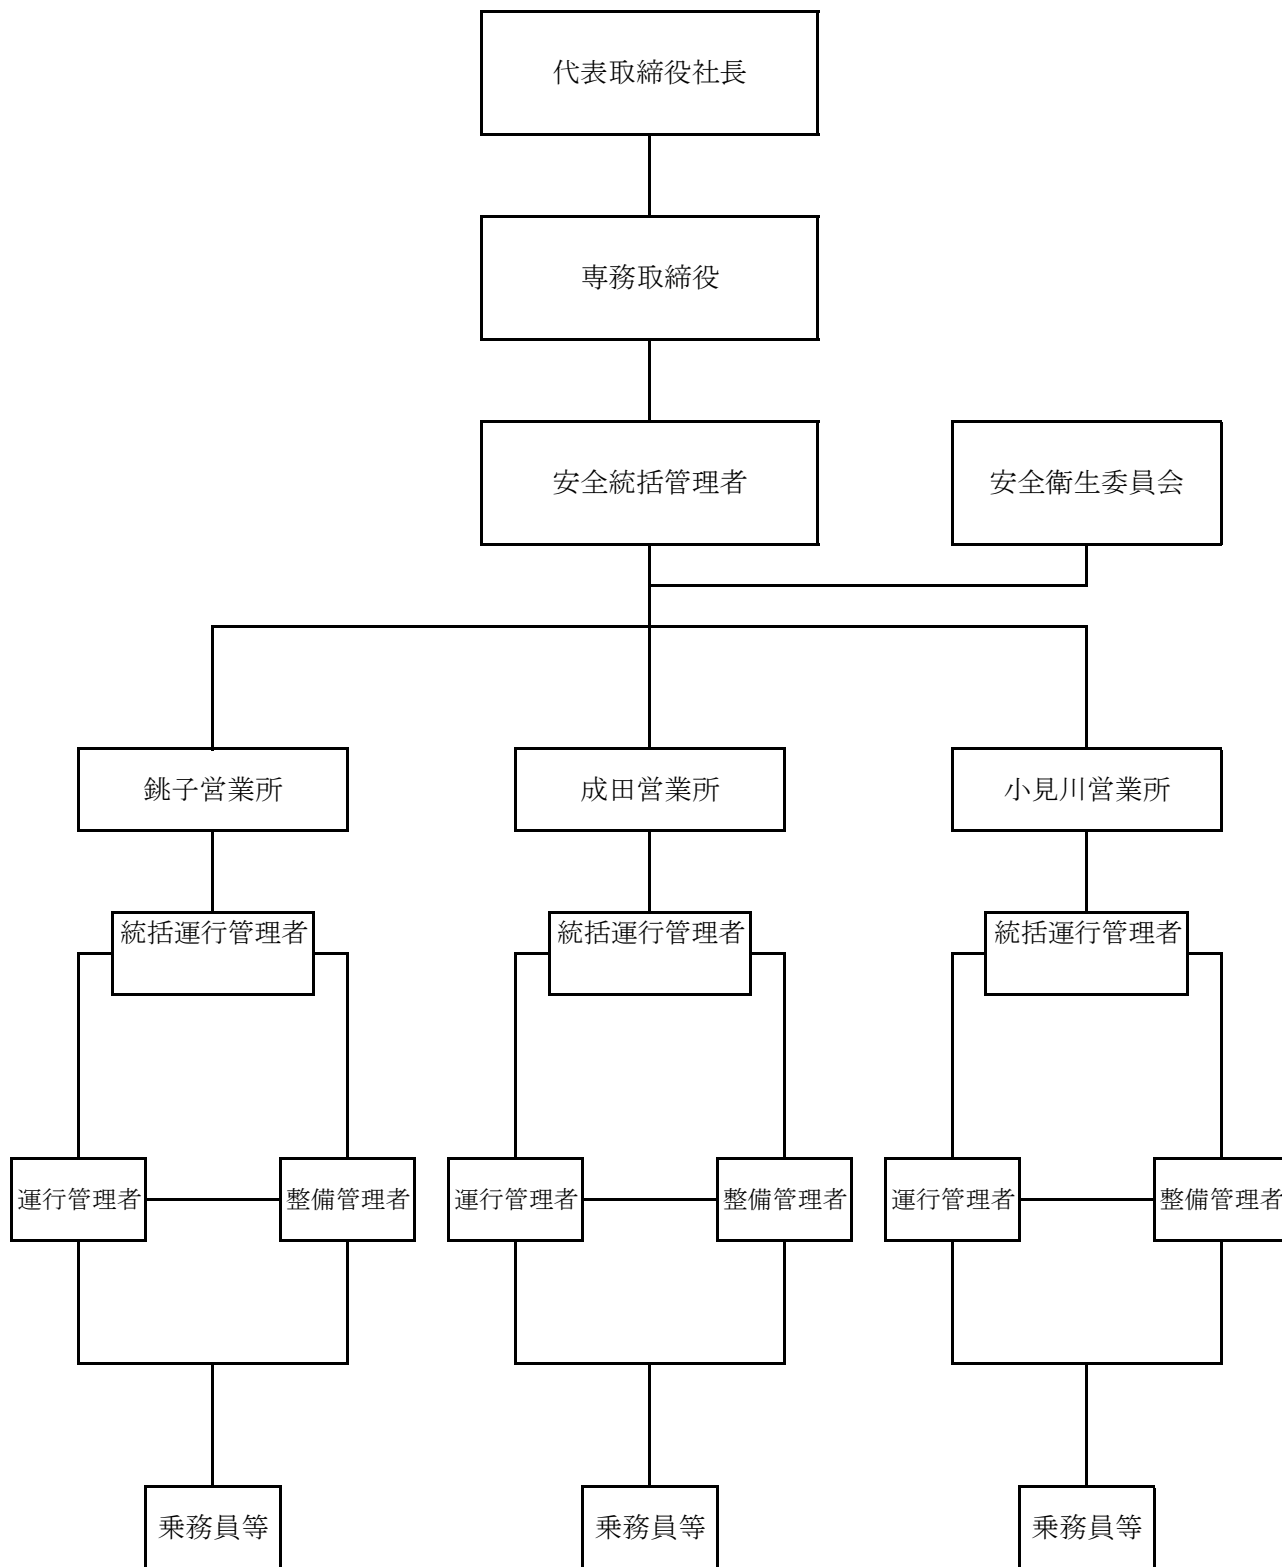 代表取締役社長
専務取締役
安全統括管理者
安全衛生委員会
銚子営業所
成田営業所
小見川営業所
統括運行管理者
統括運行管理者
統括運行管理者
運行管理者
整備管理者
運行管理者
整備管理者
運行管理者
整備管理者
乗務員等
乗務員等
乗務員等